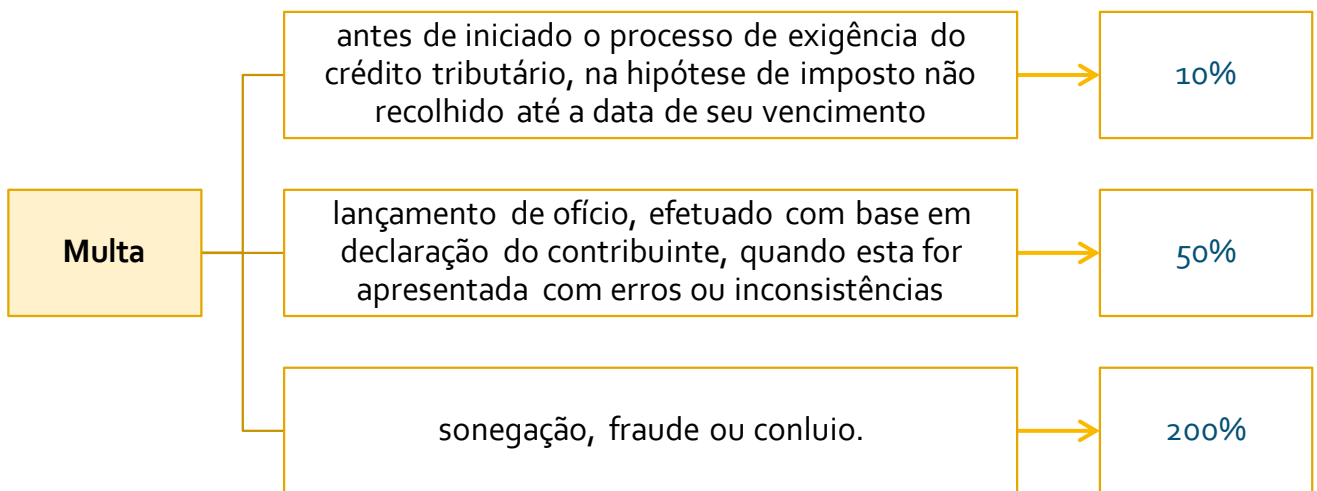 antes de iniciado o processo de exigência do
crédito tributário, na hipótese de imposto não
recolhido até a data de seu vencimento
10%
Multa
lançamento de ofício, efetuado com base em
declaração do contribuinte, quando esta for
apresentada com erros ou inconsistências
50%
sonegação, fraude ou conluio.
200%